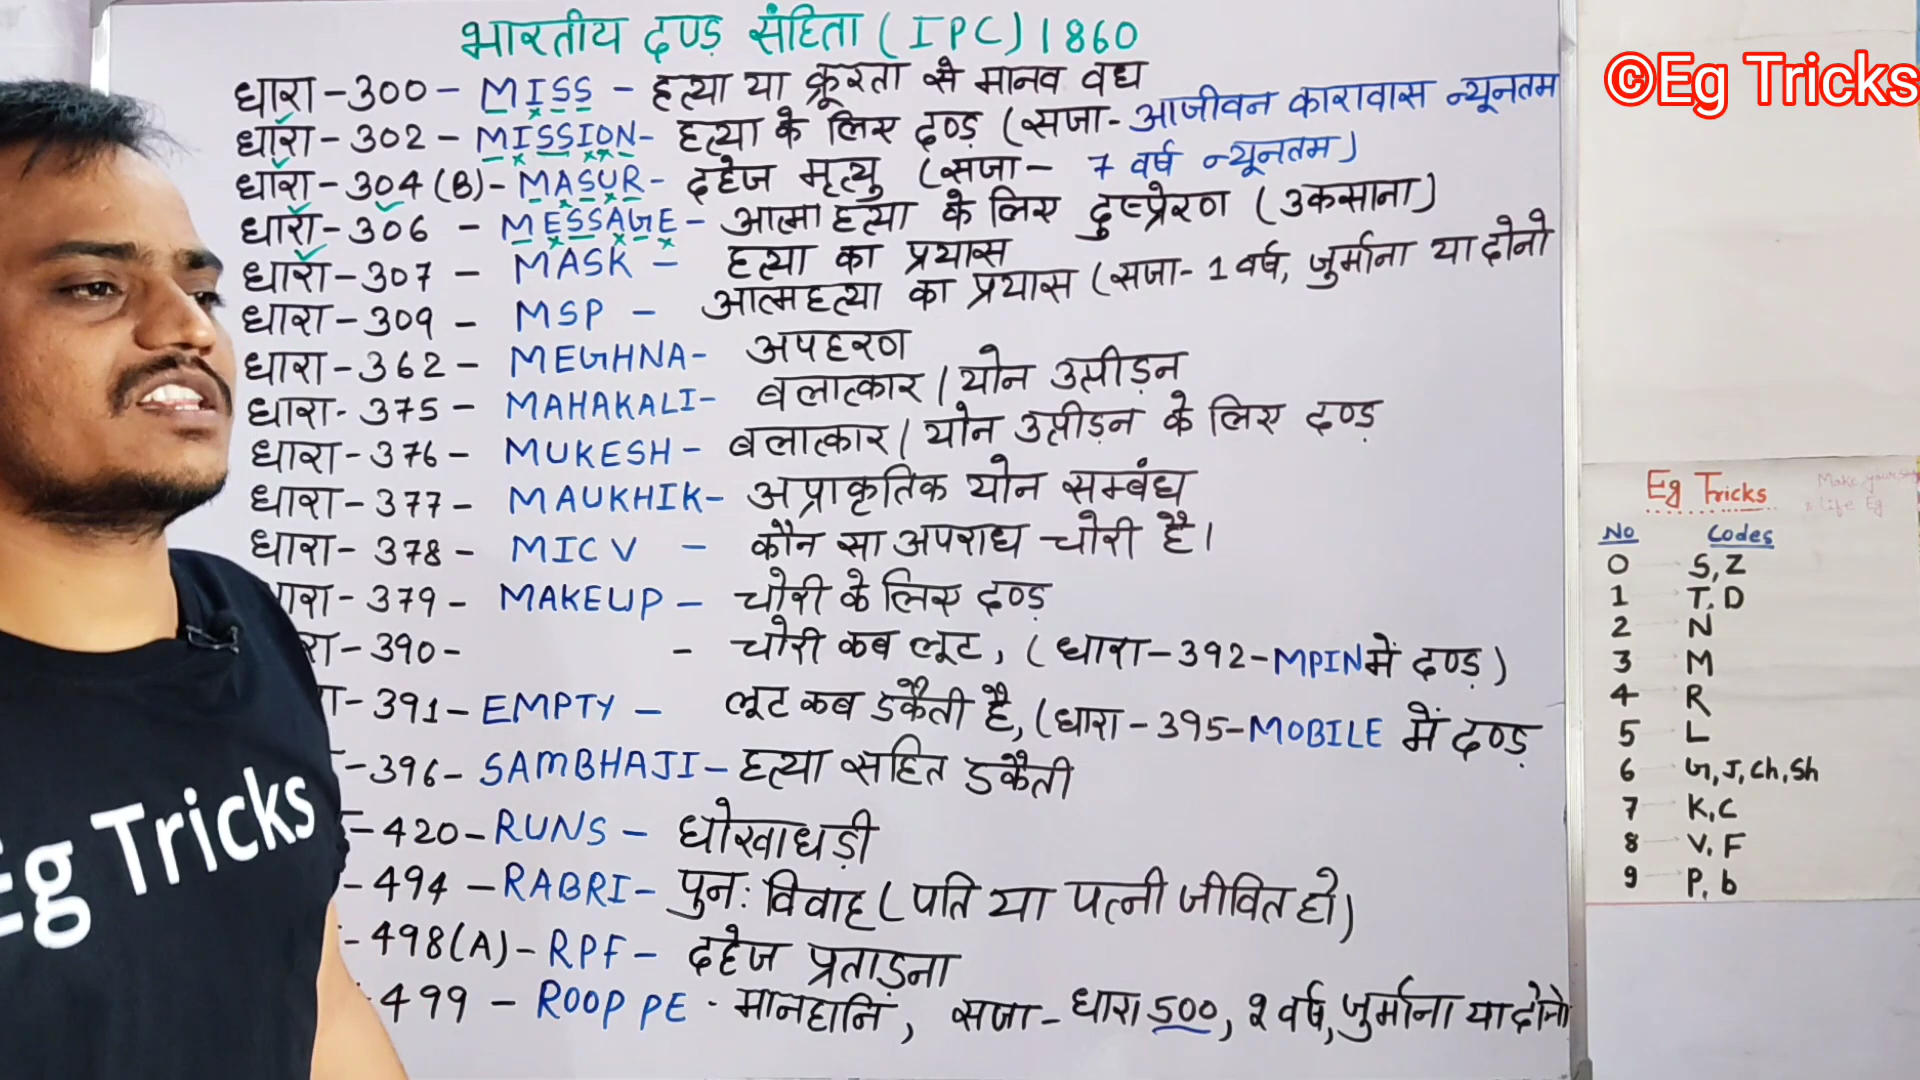 भारतीय दण्ड़ संहिता (IPC) 1860
©Eg Tricks
धारा-300- MISS - हत्या या क्रूरता से मानव वध
धारा-302 - MISSION- हत्या के लिए दण्ड़ (सजा- आजीवन कारावास न्यूनतम
धारा-304 (B)- MASUR- दहेज मृत्यु (सजा- 7 वर्ष न्यूनतम)
धारा-306 - MESSAGE- आत्माहत्या के लिए दुष्प्रेरण (उकसाना)
धारा-307 - MASK - हत्या का प्रयास
धारा-309 - MSP - आत्महत्या का प्रयास (सजा- 1 वर्ष, जुर्माना या दोनो
धारा-362- MEGHNA- अपहरण
धारा-375- MAHAKALI- बलात्कार / योन उत्पीड़न
धारा-376- MUKESH- बलात्कार / योन उत्पीड़न के लिए दण्ड़
धारा-377- MAUKHIK- अप्राकृतिक योन सम्बंध
धारा-378- MICV - कौन सा अपराध चोरी है।
ारा-379- MAKEUP - चोरी के लिए दण्ड़
रा-390- - चोरी कब लूट, (धारा-392-MPIN में दण्ड़)
ा-391- EMPTY - लूट कब डकैती है, (धारा-395-MOBILE में दण्ड़
-396- SAMBHAJI- हत्या सहित डकैती
-420- RUNS - धोखाधड़ी
-494 - RABRI- पुन: विवाह (पति या पत्नी जीवित हो)
-498(A)- RPF- दहेज प्रताड़ना
-499 - ROOP PE - मानहानि, सजा- धारा 500, 2 वर्ष, जुर्माना या दोनो
Eg Tricks
Make your
life Eg
No Codes
0 S, Z
1 T, D
2 N
3 M
4 R
5 L
6 G, J, Ch, Sh
7 K, C
8 V, F
9 P, b
Eg Tricks